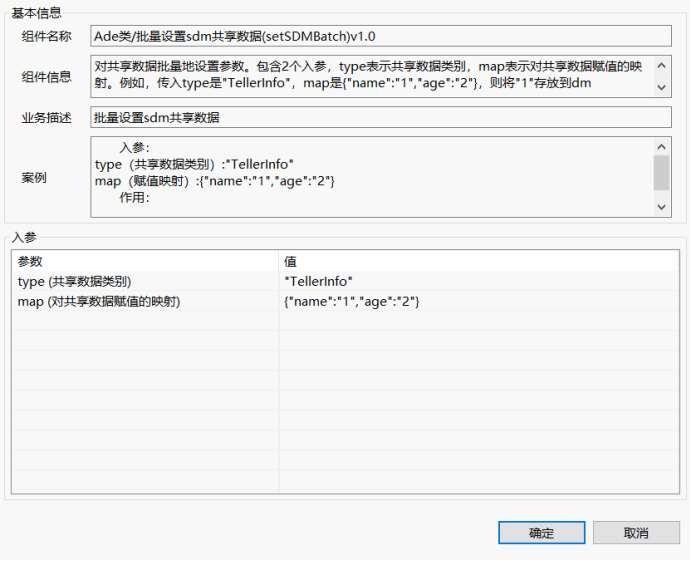 基本信息
组件名称 Ade类/批量设置sdm共享数据(setSDMBatch)v1.0
组件信息 对共享数据批量地设置参数。包含2个入参，type表示共享数据类别，map表示对共享数据赋值的映
射。例如，传入type是"TellerInfo"，map是{"name":"1","age":"2"}，则将"1"存放到dm
业务描述 批量设置sdm共享数据
案例
入参：
type（共享数据类别）:"TellerInfo"
map（赋值映射）:{"name":"1","age":"2"}
作用：
入参
参数 值
type (共享数据类别) "TellerInfo"
map (对共享数据赋值的映射) {"name":"1","age":"2"}
确定 取消